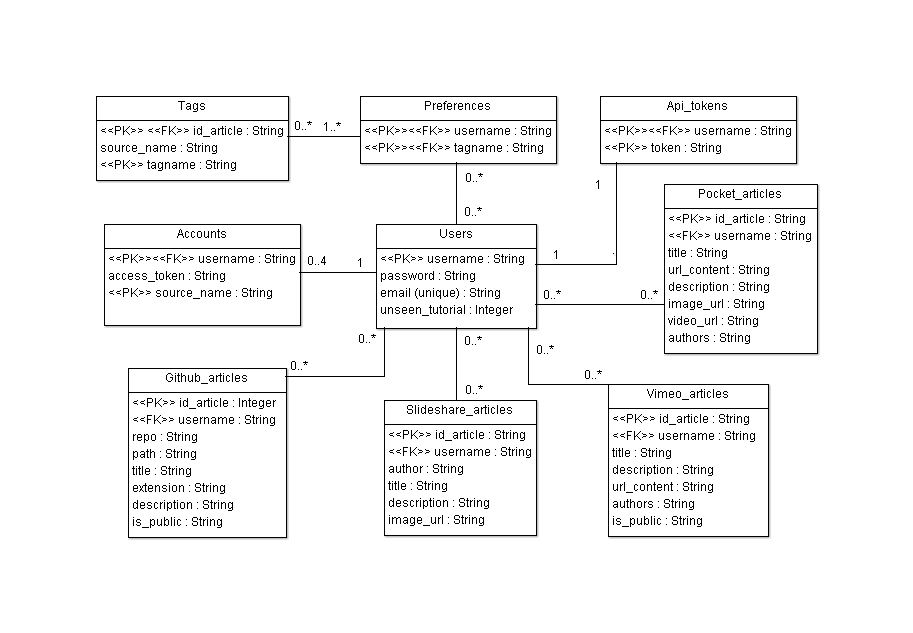 Tags
<<PK>> <<FK>> id_article : String
source_name : String
<<PK>> tagname : String
0..* 1..*
Preferences
<<PK>><<FK>> username : String
<<PK>><<FK>> tagname : String
Api_tokens
<<PK>><<FK>> username : String
<<PK>> token : String
0..*
0..*
1
1
Accounts
<<PK>><<FK>> username : String
access_token : String
<<PK>> source_name : String
0..4 1
Users
<<PK>> username : String
password : String
email (unique) : String
unseen_tutorial : Integer
0..* 0..*
Pocket_articles
<<PK>> id_article : String
<<FK>> username : String
title : String
url_content : String
description : String
image_url : String
video_url : String
authors : String
0..*
0..*
Github_articles
<<PK>> id_article : Integer
<<FK>> username : String
repo : String
path : String
title : String
extension : String
description : String
is_public : String
0..*
0..*
Slideshare_articles
<<PK>> id_article : String
<<FK>> username : String
author : String
title : String
description : String
image_url : String
0..*
0..*
Vimeo_articles
<<PK>> id_article : String
<<FK>> username : String
title : String
description : String
url_content : String
authors : String
is_public : String